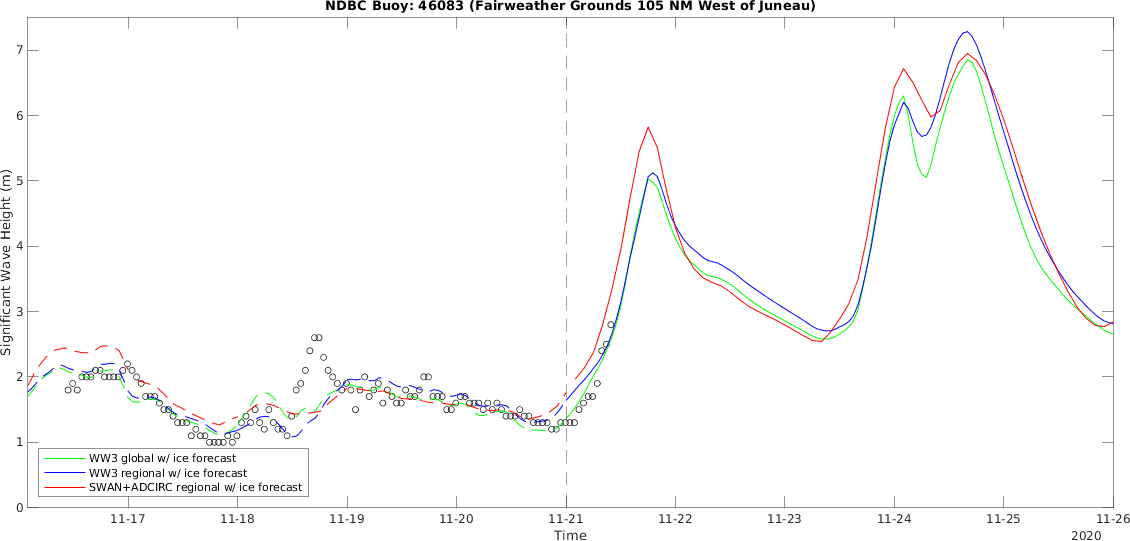 NDBC Buoy: 46083 (Fairweather Grounds 105 NM West of Juneau)
Significant Wave Height (m)
7
6
5
4
3
2
1
0
WW3 global w/ ice forecast
WW3 regional w/ ice forecast
SWAN+ADCIRC regional w/ ice forecast
11-17 11-18 11-19 11-20 11-21 11-22 11-23 11-24 11-25 11-26
Time
2020